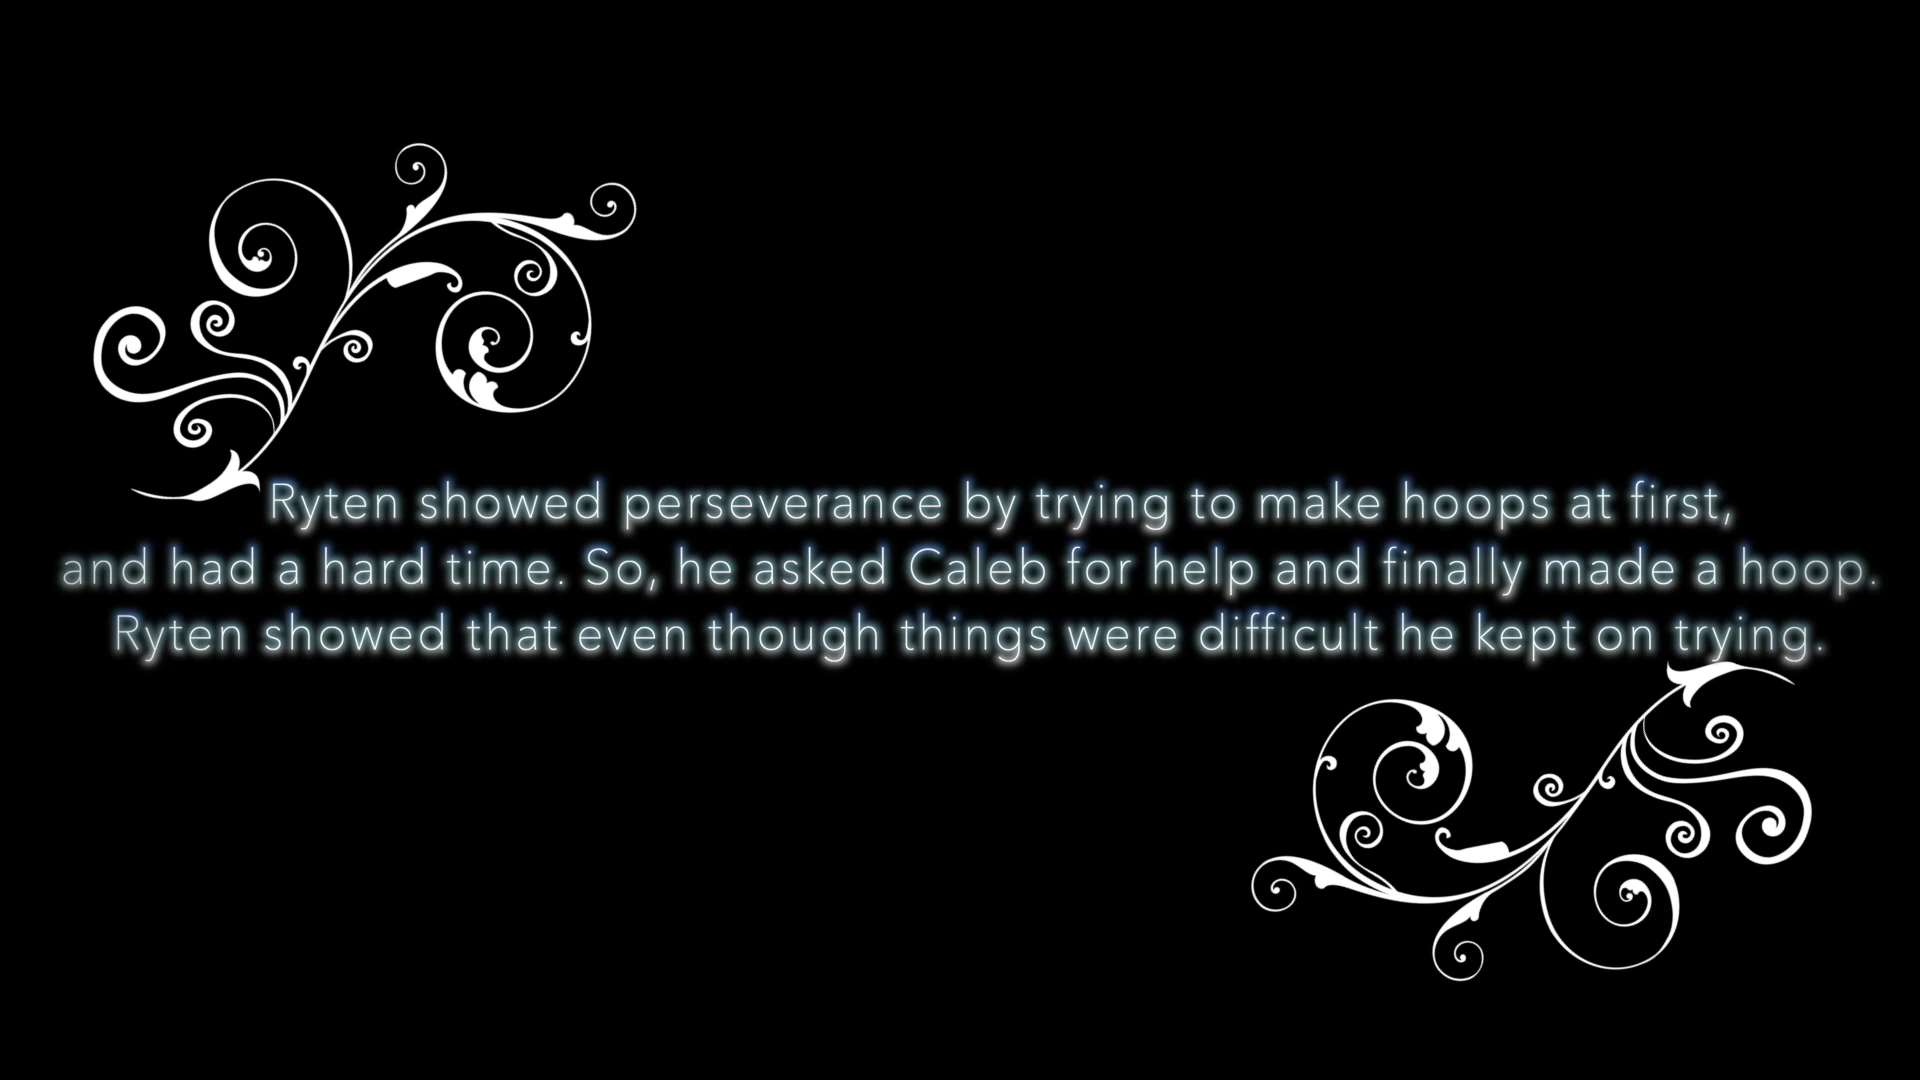 Ryten showed perseverance by trying to make hoops at first,
and had a hard time. So, he asked Caleb for help and finally made a hoop.
Ryten showed that even though things were difficult he kept on trying.